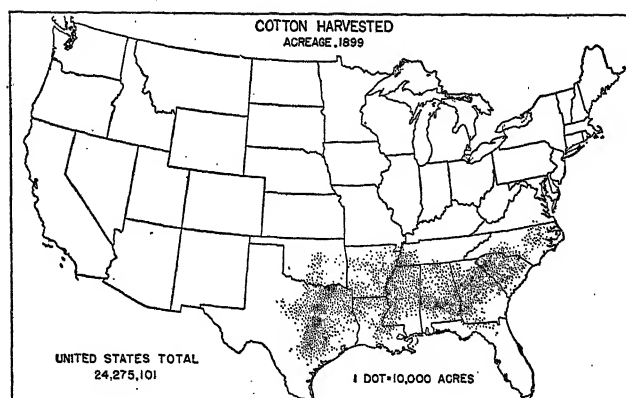 COTTON HARVESTED
ACREAGE, 1899
UNITED STATES TOTAL
24,275,101
1 DOT=10,000 ACRES